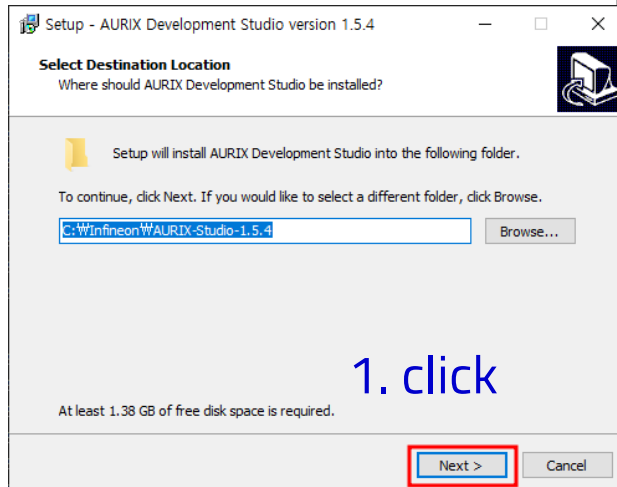 Setup - AURIX Development Studio version 1.5.4
Select Destination Location
Where should AURIX Development Studio be installed?
Setup will install AURIX Development Studio into the following folder.
To continue, click Next. If you would like to select a different folder, click Browse.
C:₩Infineon₩AURIX-Studio-1.5.4
Browse...
1. click
At least 1.38 GB of free disk space is required.
Next >
Cancel